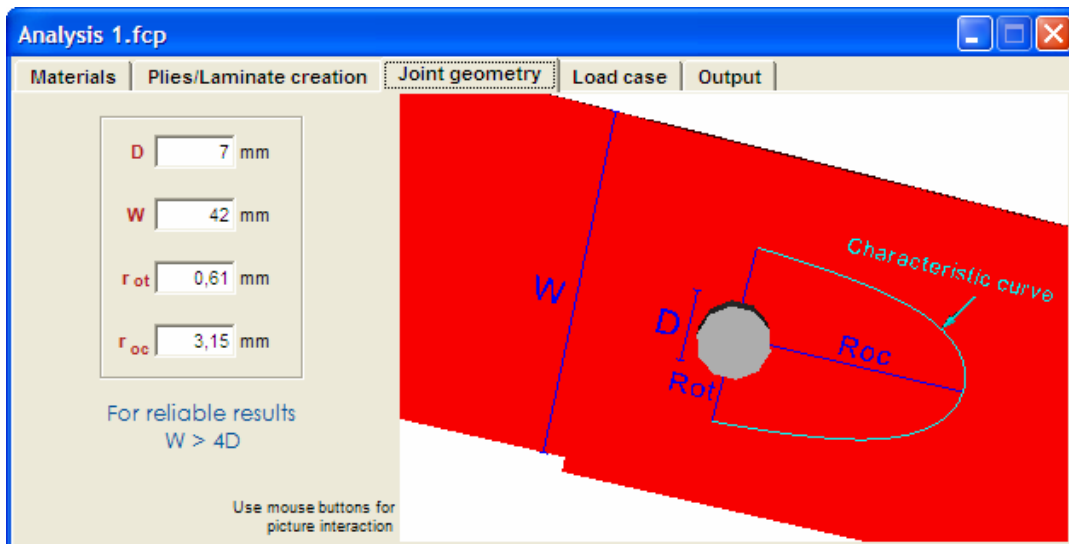 Analysis 1.fcp
Materials Plies/Laminate creation Joint geometry Load case Output
D 7 mm
W 42 mm
r ot 0,61 mm
r oc 3,15 mm
For reliable results
W > 4D
Use mouse buttons for
picture interaction
W
D
Rot
Roc
Characteristic curve